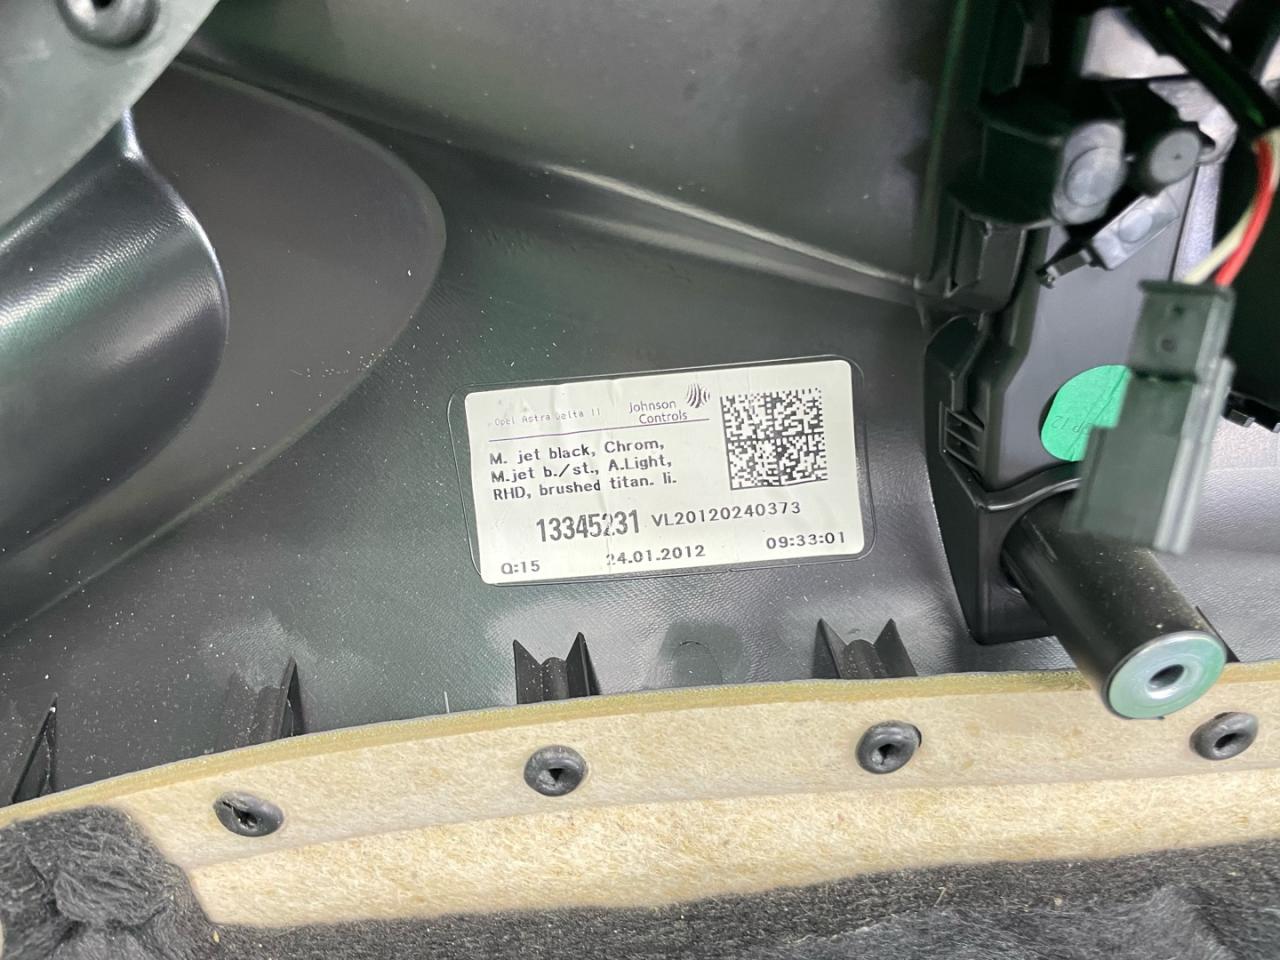 Opel Astra Delta II
Johnson
Controls
M. jet black, Chrom,
M.jet b./st., A.Light,
RHD, brushed titan. li.
13345231 VL20120240373
Q:15 24.01.2012 09:33:01